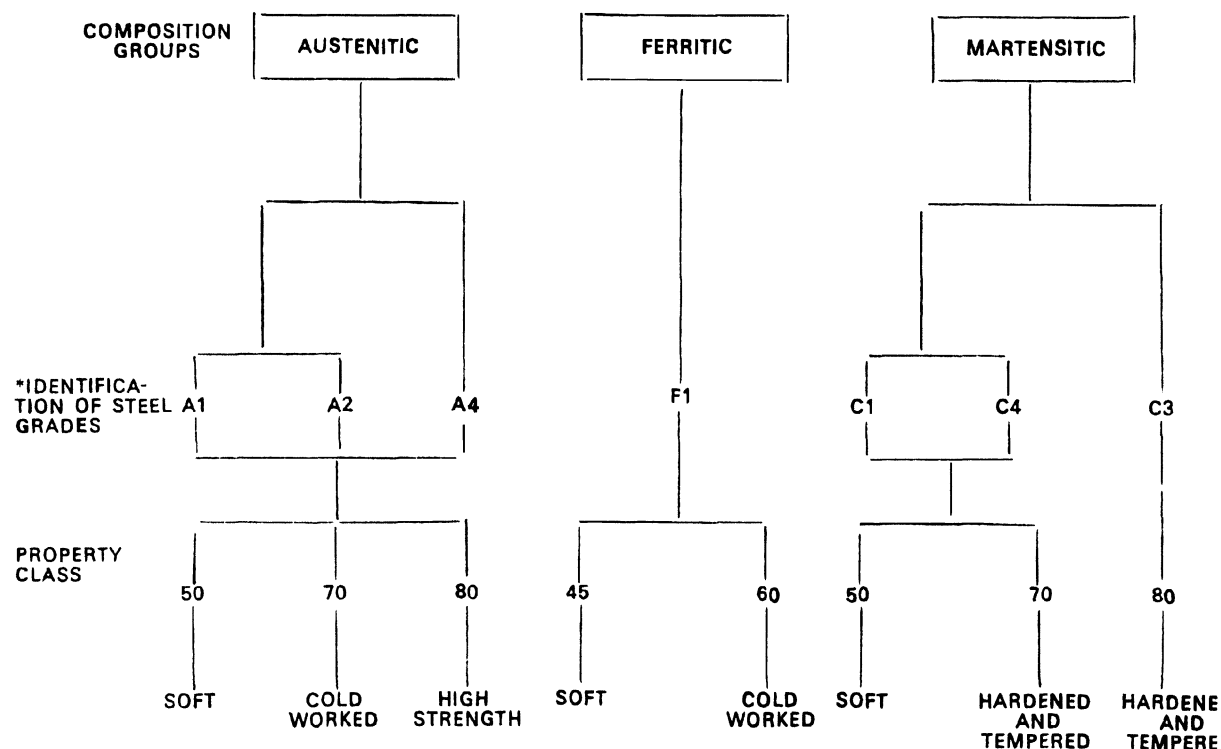 COMPOSITION
GROUPS
AUSTENITIC
FERRITIC
MARTENSITIC
*IDENTIFICA-
TION OF STEEL
GRADES
A1
A2
A4
F1
C1
C4
C3
PROPERTY
CLASS
50
70
80
45
60
50
70
80
SOFT
COLD
WORKED
HIGH
STRENGTH
SOFT
COLD
WORKED
SOFT
HARDENED
AND
TEMPERED
HARDENE
AND
TEMPERE